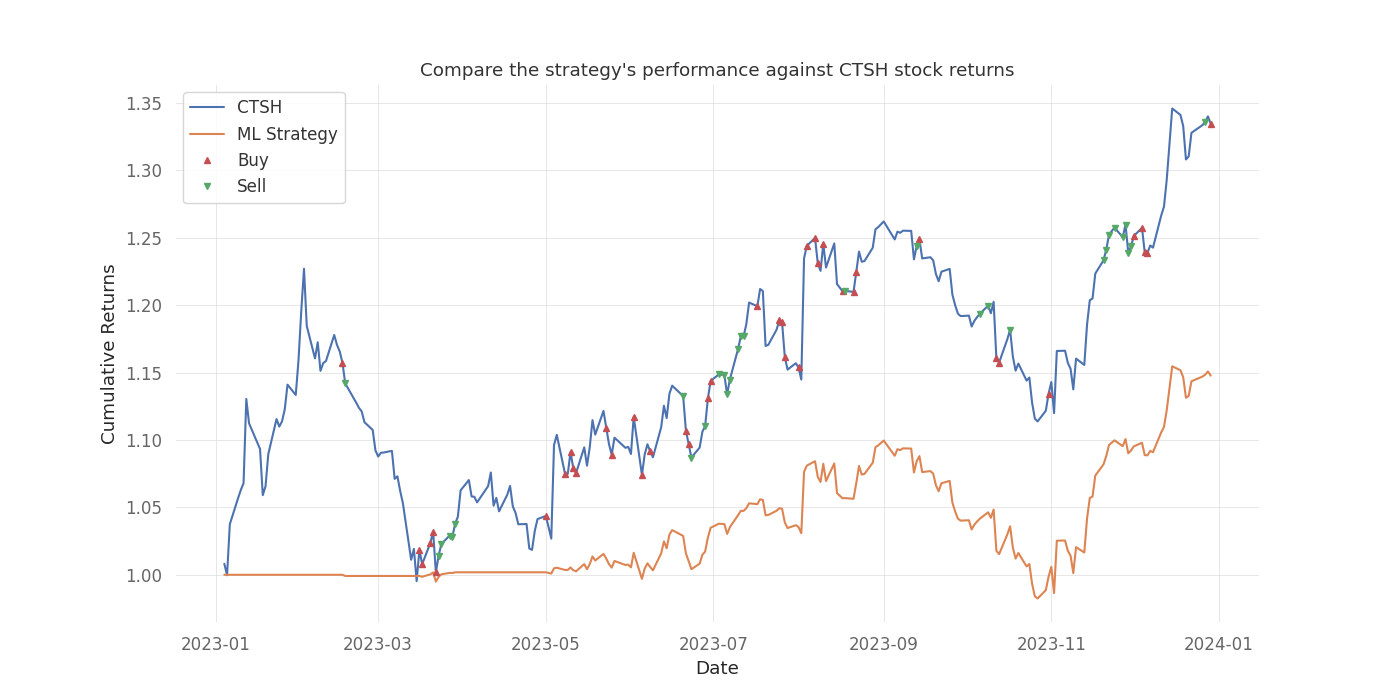 Compare the strategy's performance against CTSH stock returns
CTSH
ML Strategy
Buy
Sell
Cumulative Returns
1.35
1.30
1.25
1.20
1.15
1.10
1.05
1.00
2023-01
2023-03
2023-05
2023-07
2023-09
2023-11
2024-01
Date